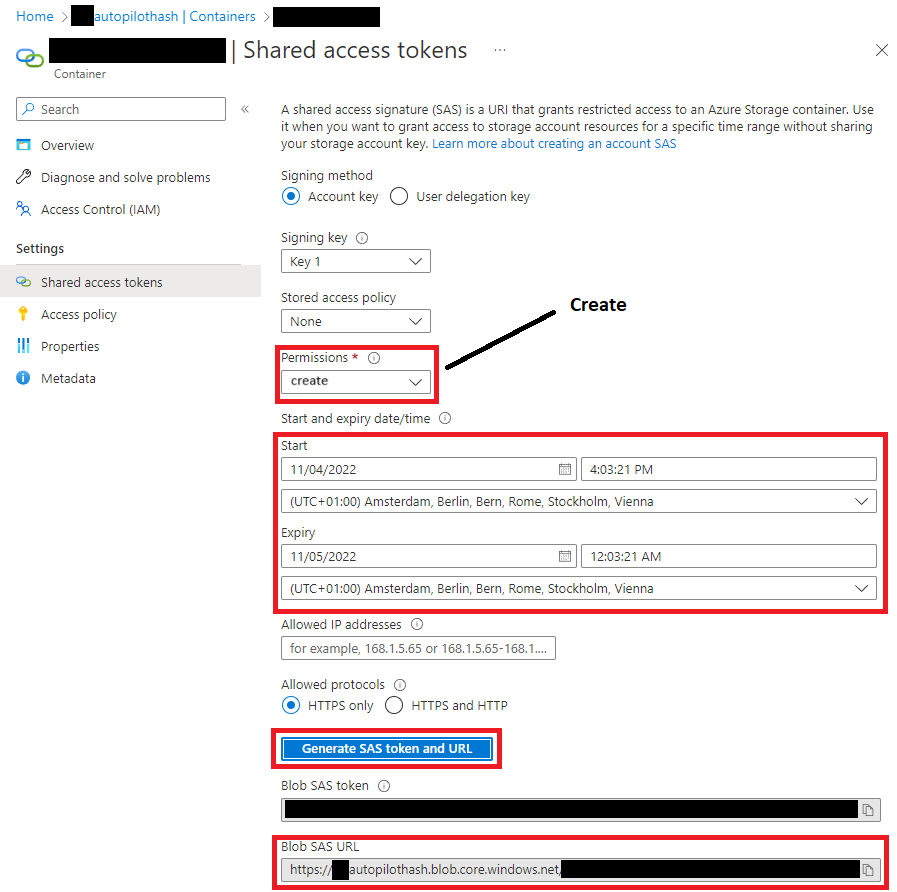 Home > autopilothash | Containers >
| Shared access tokens ...
Container
Search
«
Overview
Diagnose and solve problems
Access Control (IAM)
Settings
Shared access tokens
Access policy
Properties
Metadata
A shared access signature (SAS) is a URI that grants restricted access to an Azure Storage container. Use
it when you want to grant access to storage account resources for a specific time range without sharing
your storage account key. Learn more about creating an account SAS
Signing method
Account key User delegation key
Signing key
Key 1
Stored access policy
None
Create
Permissions *
create
Start and expiry date/time
Start
11/04/2022 4:03:21 PM
(UTC+01:00) Amsterdam, Berlin, Bern, Rome, Stockholm, Vienna
Expiry
11/05/2022 12:03:21 AM
(UTC+01:00) Amsterdam, Berlin, Bern, Rome, Stockholm, Vienna
Allowed IP addresses
for example, 168.1.5.65 or 168.1.5.65-168.1....
Allowed protocols
HTTPS only HTTPS and HTTP
Generate SAS token and URL
Blob SAS token
Blob SAS URL
https://autopilothash.blob.core.windows.net/